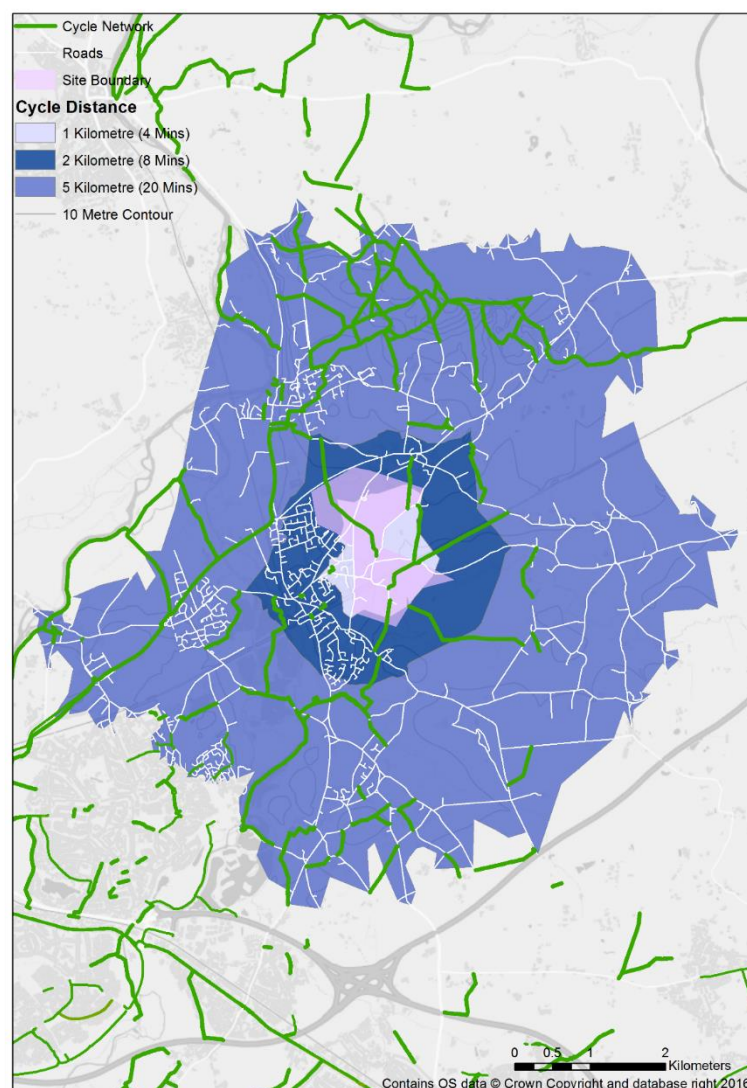 Cycle Network
Roads
Site Boundary
Cycle Distance
1 Kilometre (4 Mins)
2 Kilometre (8 Mins)
5 Kilometre (20 Mins)
10 Metre Contour
0 0.5 1 2
Kilometers
Contains OS data © Crown Copyright and database right 2018